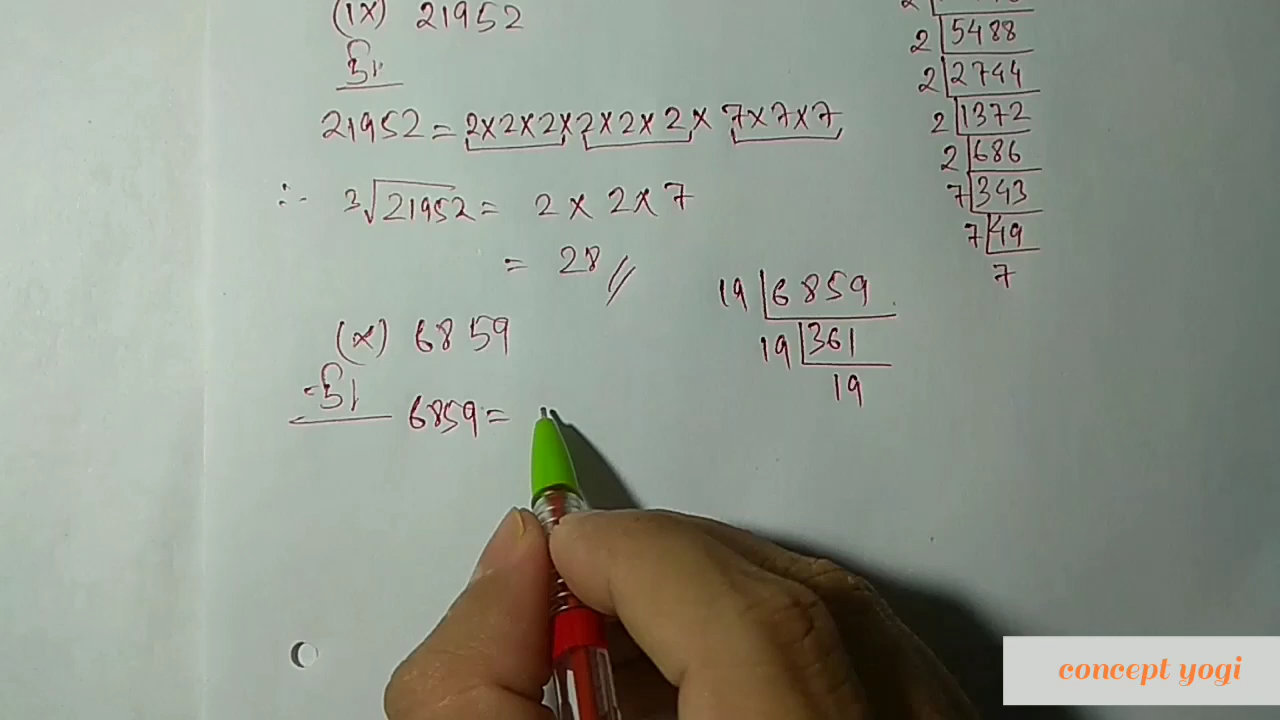 (ix) 21952
21952 = 2×2×2×2×2×2×7×7×7
∴ ∛21952 = 2×2×7
= 28 //
(x) 6859
6859 =
2 5488
2 2744
2 1372
2 686
7 343
7 49
7
19 6859
19 361
19
concept yogi